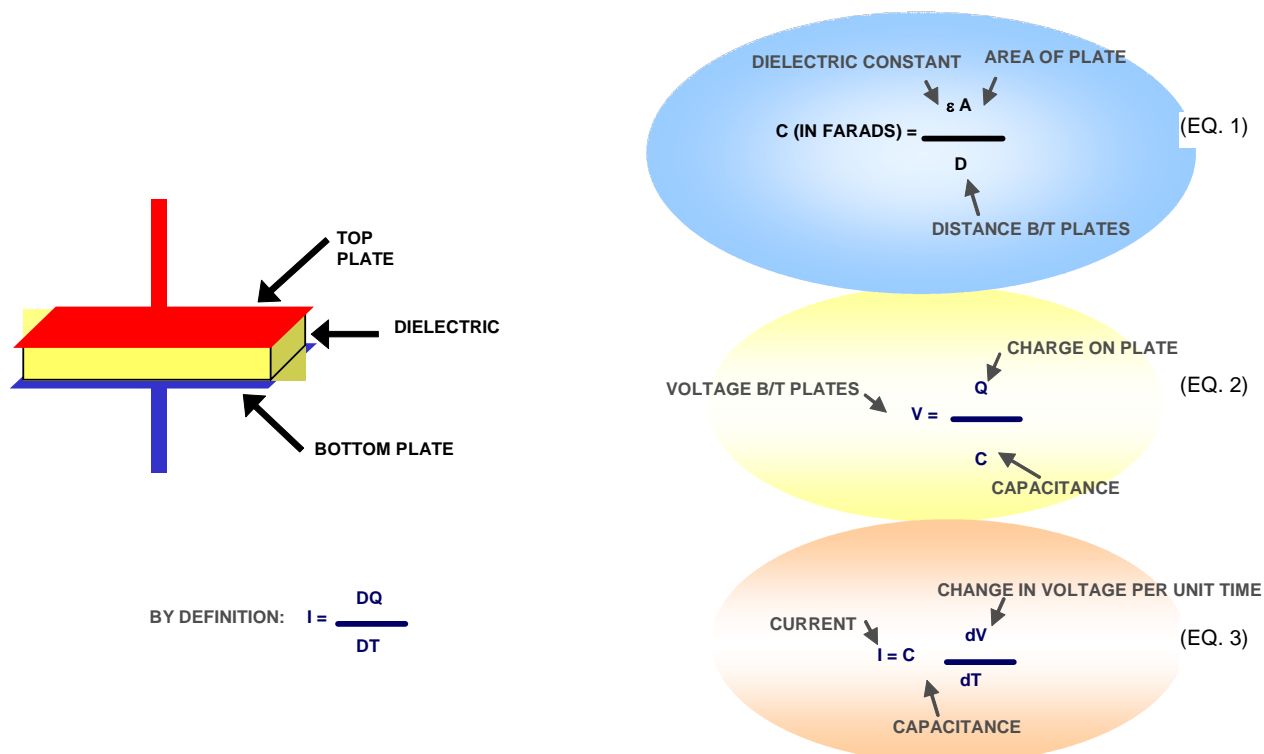 TOP
PLATE
DIELECTRIC
BOTTOM PLATE
BY DEFINITION: I =
DQ
DT
DIELECTRIC CONSTANT
AREA OF PLATE
ε A
C (IN FARADS) =
D
DISTANCE B/T PLATES
(EQ. 1)
CHARGE ON PLATE
VOLTAGE B/T PLATES
Q
V =
C
CAPACITANCE
(EQ. 2)
CHANGE IN VOLTAGE PER UNIT TIME
CURRENT
dV
I = C
dT
CAPACITANCE
(EQ. 3)